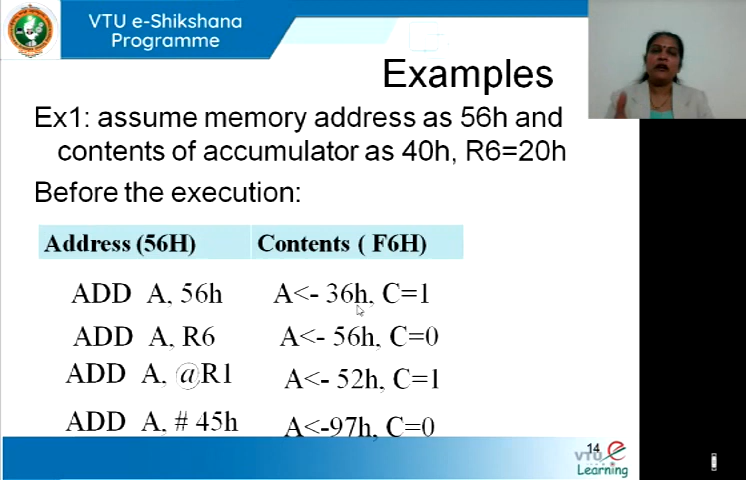 VTU e-Shikshana
Programme
Examples
Ex1: assume memory address as 56h and
contents of accumulator as 40h, R6=20h
Before the execution:
Address (56H) Contents ( F6H)
ADD A, 56h A<- 36h, C=1
ADD A, R6 A<- 56h, C=0
ADD A, @R1 A<- 52h, C=1
ADD A, # 45h A<-97h, C=0
14
VTU e
Learning